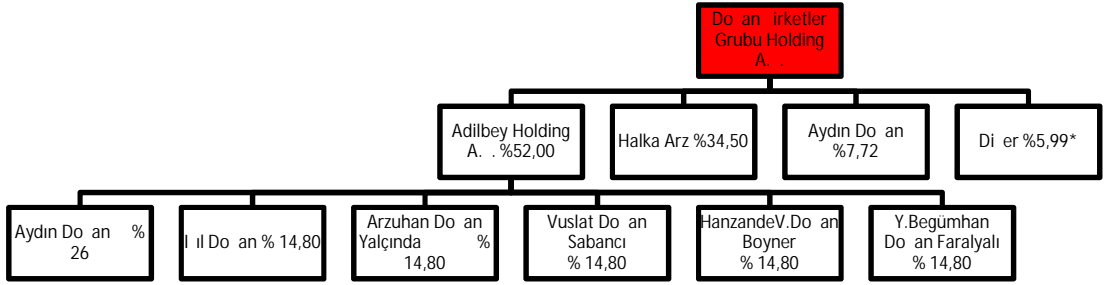 Do an irketler
Grubu Holding
A. .
Adilbey Holding
A. . %52,00
Halka Arz %34,50
Aydın Do an
%7,72
Di er %5,99*
Aydın Do an %
26
I ıl Do an % 14,80
Arzuhan Do an
Yalçında %
14,80
Vuslat Do an
Sabancı
% 14,80
HanzandeV.Do an
Boyner
% 14,80
Y.Begümhan
Do an Faralyalı
% 14,80